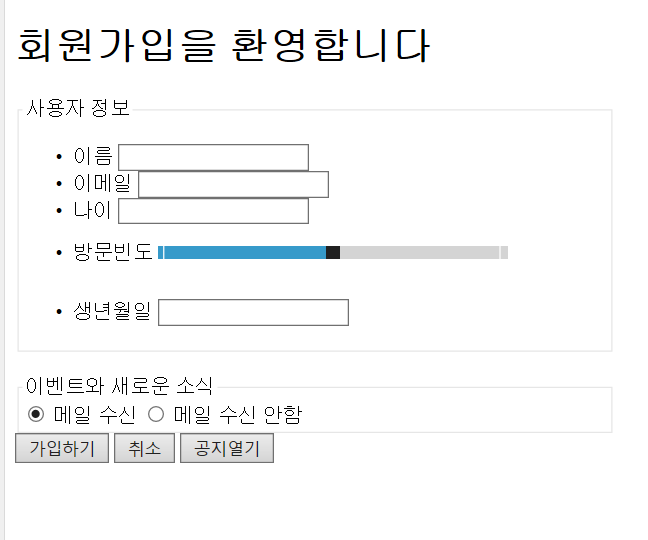 회원가입을 환영합니다
사용자 정보
• 이름
• 이메일
• 나이
• 방문빈도
• 생년월일
이벤트와 새로운 소식
메일 수신 메일 수신 안함
가입하기 취소 공지열기